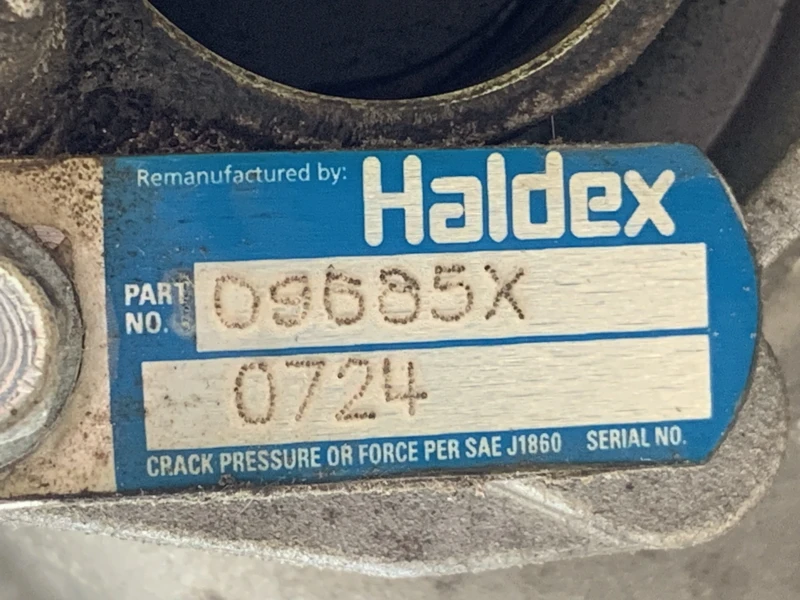 Remanufactured by: Haldex
PART NO. 09685X
0724
CRACK PRESSURE OR FORCE PER SAE J1860 SERIAL NO.